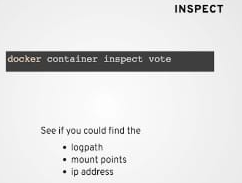 INSPECT
docker container inspect vote
See if you could find the
• logpath
• mount points
• ip address